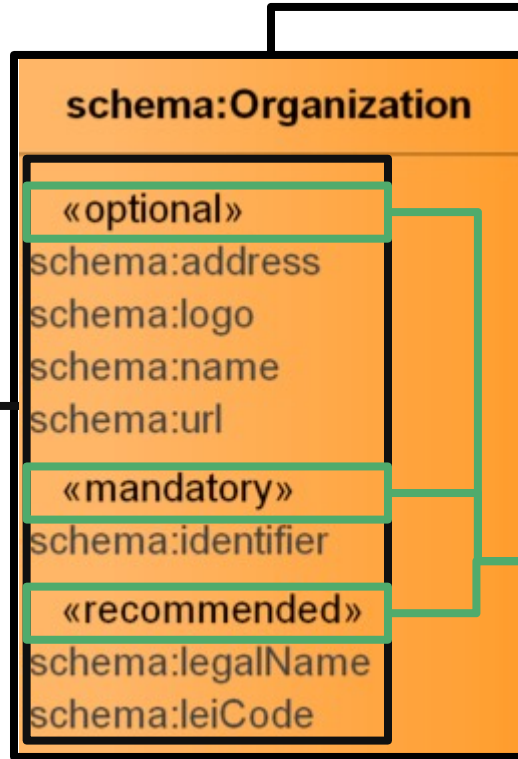 schema:Organization
«optional»
schema:address
schema:logo
schema:name
schema:url
«mandatory»
schema:identifier
«recommended»
schema:legalName
schema:leiCode